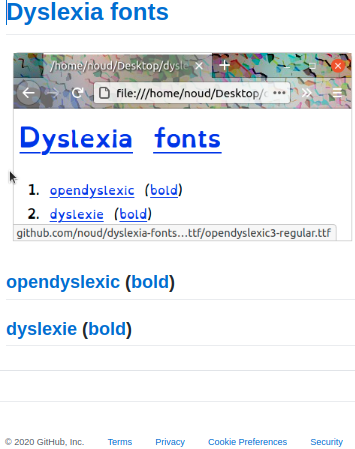 Dyslexia fonts
/home/noud/Desktop/dysl
file:///home/noud/Desktop/
Dyslexia fonts
1. opendyslexic (bold)
2. dyslexie (bold)
github.com/noud/dyslexia-fonts...ttf/opendyslexic3-regular.ttf
opendyslexic (bold)
dyslexie (bold)
© 2020 GitHub, Inc. Terms Privacy Cookie Preferences Security